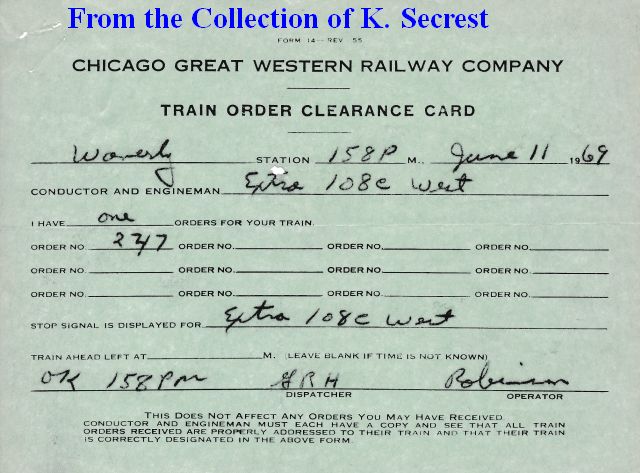 From the Collection of K. Secrest
FORM 14-REV 55
CHICAGO GREAT WESTERN RAILWAY COMPANY
TRAIN ORDER CLEARANCE CARD
Waverly STATION 158P M., June 11 1969
CONDUCTOR AND ENGINEMAN Extra 108C West
I HAVE one ORDERS FOR YOUR TRAIN.
ORDER NO. ORDER NO. ORDER NO. ORDER NO.
ORDER NO. ORDER NO. ORDER NO. ORDER NO.
ORDER NO. ORDER NO. ORDER NO. ORDER NO.
STOP SIGNAL IS DISPLAYED FOR Extra 108C West
TRAIN AHEAD LEFT AT M. (LEAVE BLANK IF TIME IS NOT KNOWN)
OK 158PM GRH Robinson
DISPATCHER OPERATOR
THIS DOES NOT AFFECT ANY ORDERS YOU MAY HAVE RECEIVED
CONDUCTOR AND ENGINEMAN MUST EACH HAVE A COPY AND SEE THAT ALL TRAIN
ORDERS RECEIVED ARE PROPERLY ADDRESSED TO THEIR TRAIN AND THAT THEIR TRAIN
IS CORRECTLY DESIGNATED IN THE ABOVE FORM.